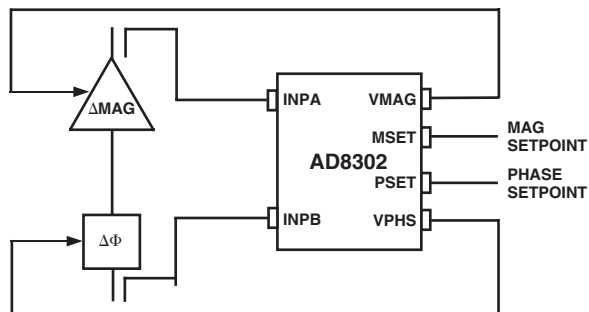 ΔMAG
INPA
VMAG
MSET
MAG
SETPOINT
AD8302
PSET
PHASE
SETPOINT
INPB
VPHS
ΔΦ